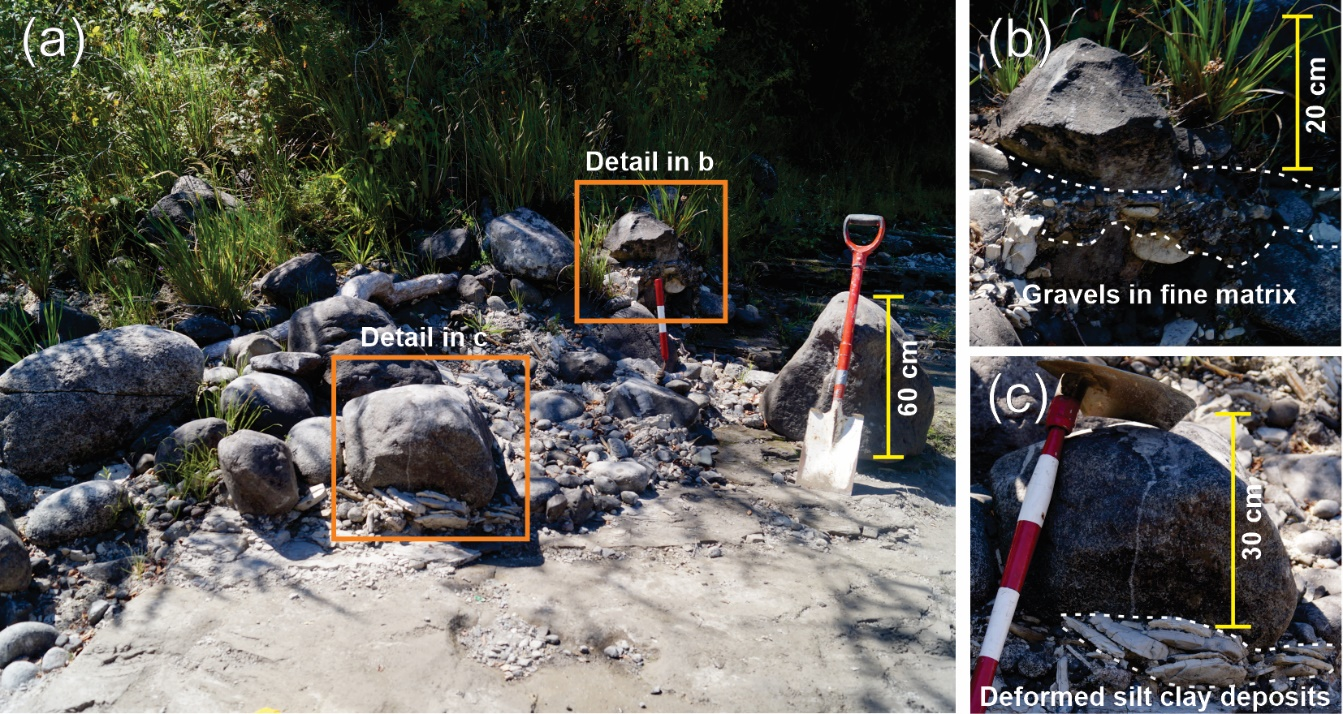 (a)
Detail in b
Detail in c
60 cm
(b)
20 cm
Gravels in fine matrix
(c)
30 cm
Deformed silt clay deposits